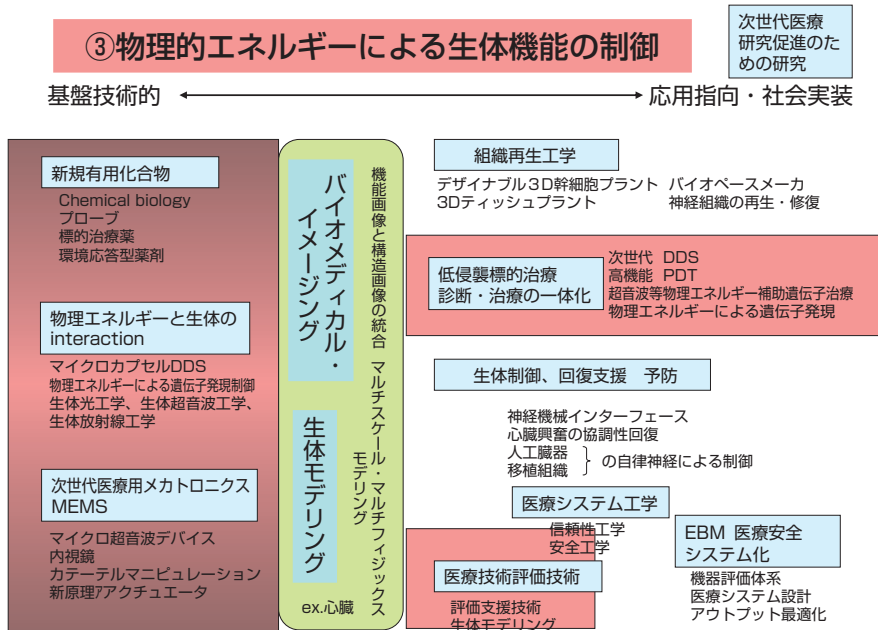 ③物理的エネルギーによる生体機能の制御
次世代医療
研究促進のた
めの研究
基盤技術的
応用指向・社会実装
新規有用化合物
Chemical biology
プローブ
標的治療薬
環境応答型薬剤
物理エネルギーと生体の
interaction
マイクロカプセルDDS
物理エネルギーによる遺伝子発現制御
生体光工学、生体超音波工学、
生体放射線工学
次世代医療用メカトロニクス
MEMS
マイクロ超音波デバイス
内視鏡
カテーテルマニピュレーション
新原理ｱアクチュエータ
バイオメディカル・
イメージング
機能画像と構造画像の統合
生体モデリング
マルチスケール・マルチフィジックス
モデリング
ex.心臓
組織再生工学
デザイナブル３Ｄ幹細胞プラント バイオペースメーカ
3Dティッシュプラント 神経組織の再生・修復
低侵襲標的治療
診断・治療の一体化
次世代 DDS
高機能 PDT
超音波等物理エネルギー補助遺伝子治療
物理エネルギーによる遺伝子発現
生体制御、回復支援 予防
神経機械インターフェース
心臓興奮の協調性回復
人工臓器
移植組織
の自律神経による制御
医療システム工学
信頼性工学
安全工学
医療技術評価技術
評価支援技術
生体モデリング
EBM 医療安全
システム化
機器評価体系
医療システム設計
アウトプット最適化